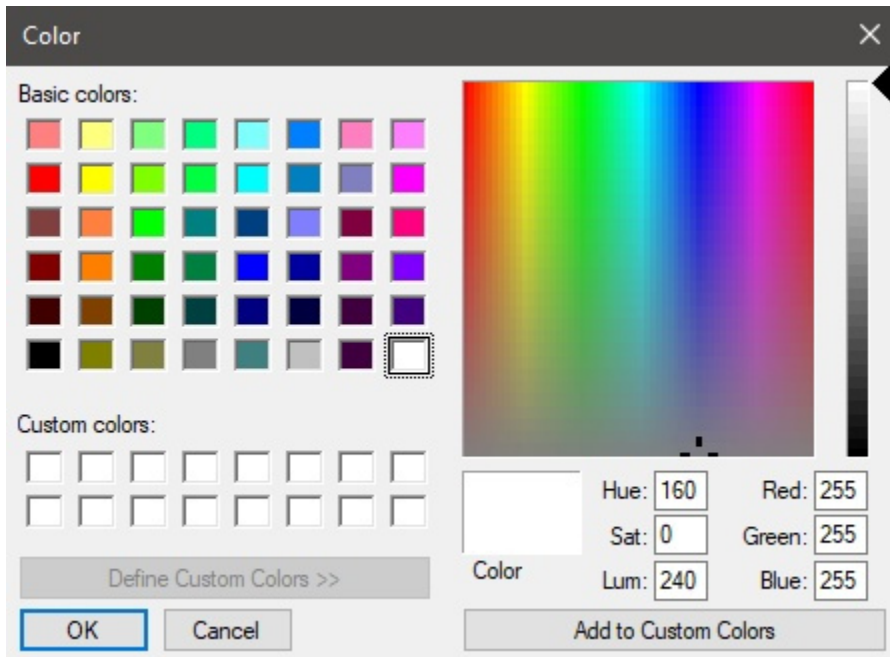 Color
Basic colors:
Custom colors:
Define Custom Colors >>
OK Cancel
Color
Hue: 160 Red: 255
Sat: 0 Green: 255
Lum: 240 Blue: 255
Add to Custom Colors